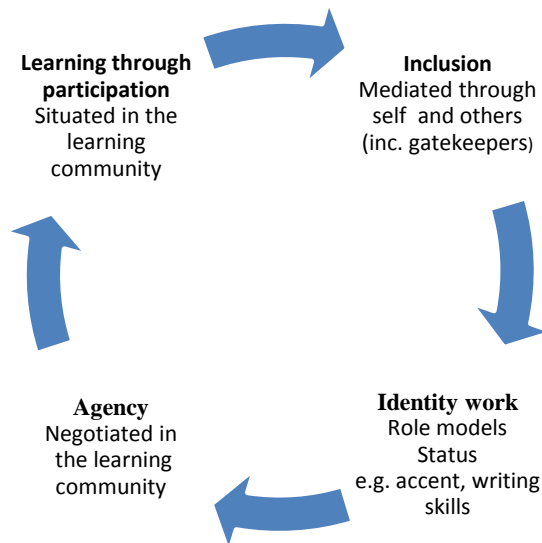 Learning through
participation
Situated in the
learning
community
Inclusion
Mediated through
self and others
(inc. gatekeepers)
Identity work
Role models
Status
e.g. accent, writing
skills
Agency
Negotiated in
the learning
community